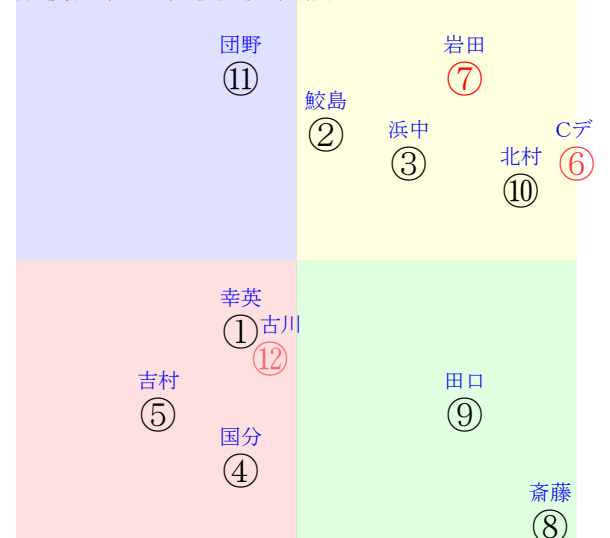 団野
⑪
岩田
⑦
鮫島
②
浜中
③
北村
⑩
Cデ
⑥
幸英
①
古川
⑫
吉村
⑤
国分
④
田口
⑨
斎藤
⑧